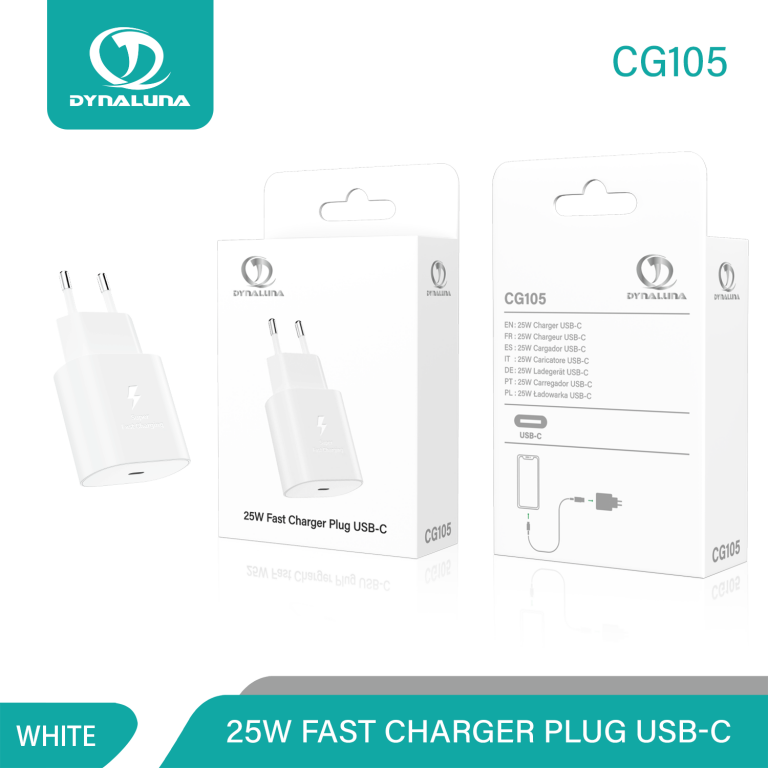 DYNALUNA
CG105
DYNALUNA
25W Fast Charger Plug USB-C
DYNALUNA
CG105
DYNALUNA
CG105
EN: 25W Charger USB-C
FR: 25W Chargeur USB-C
ES: 25W Cargador USB-C
IT : 25W Caricatore USB-C
DE: 25W Ladegerät USB-C
PT: 25W Carregador USB-C
PL: 25W Ładowarka USB-C
USB-C
DYNALUNA
CG105
WHITE
25W FAST CHARGER PLUG USB-C